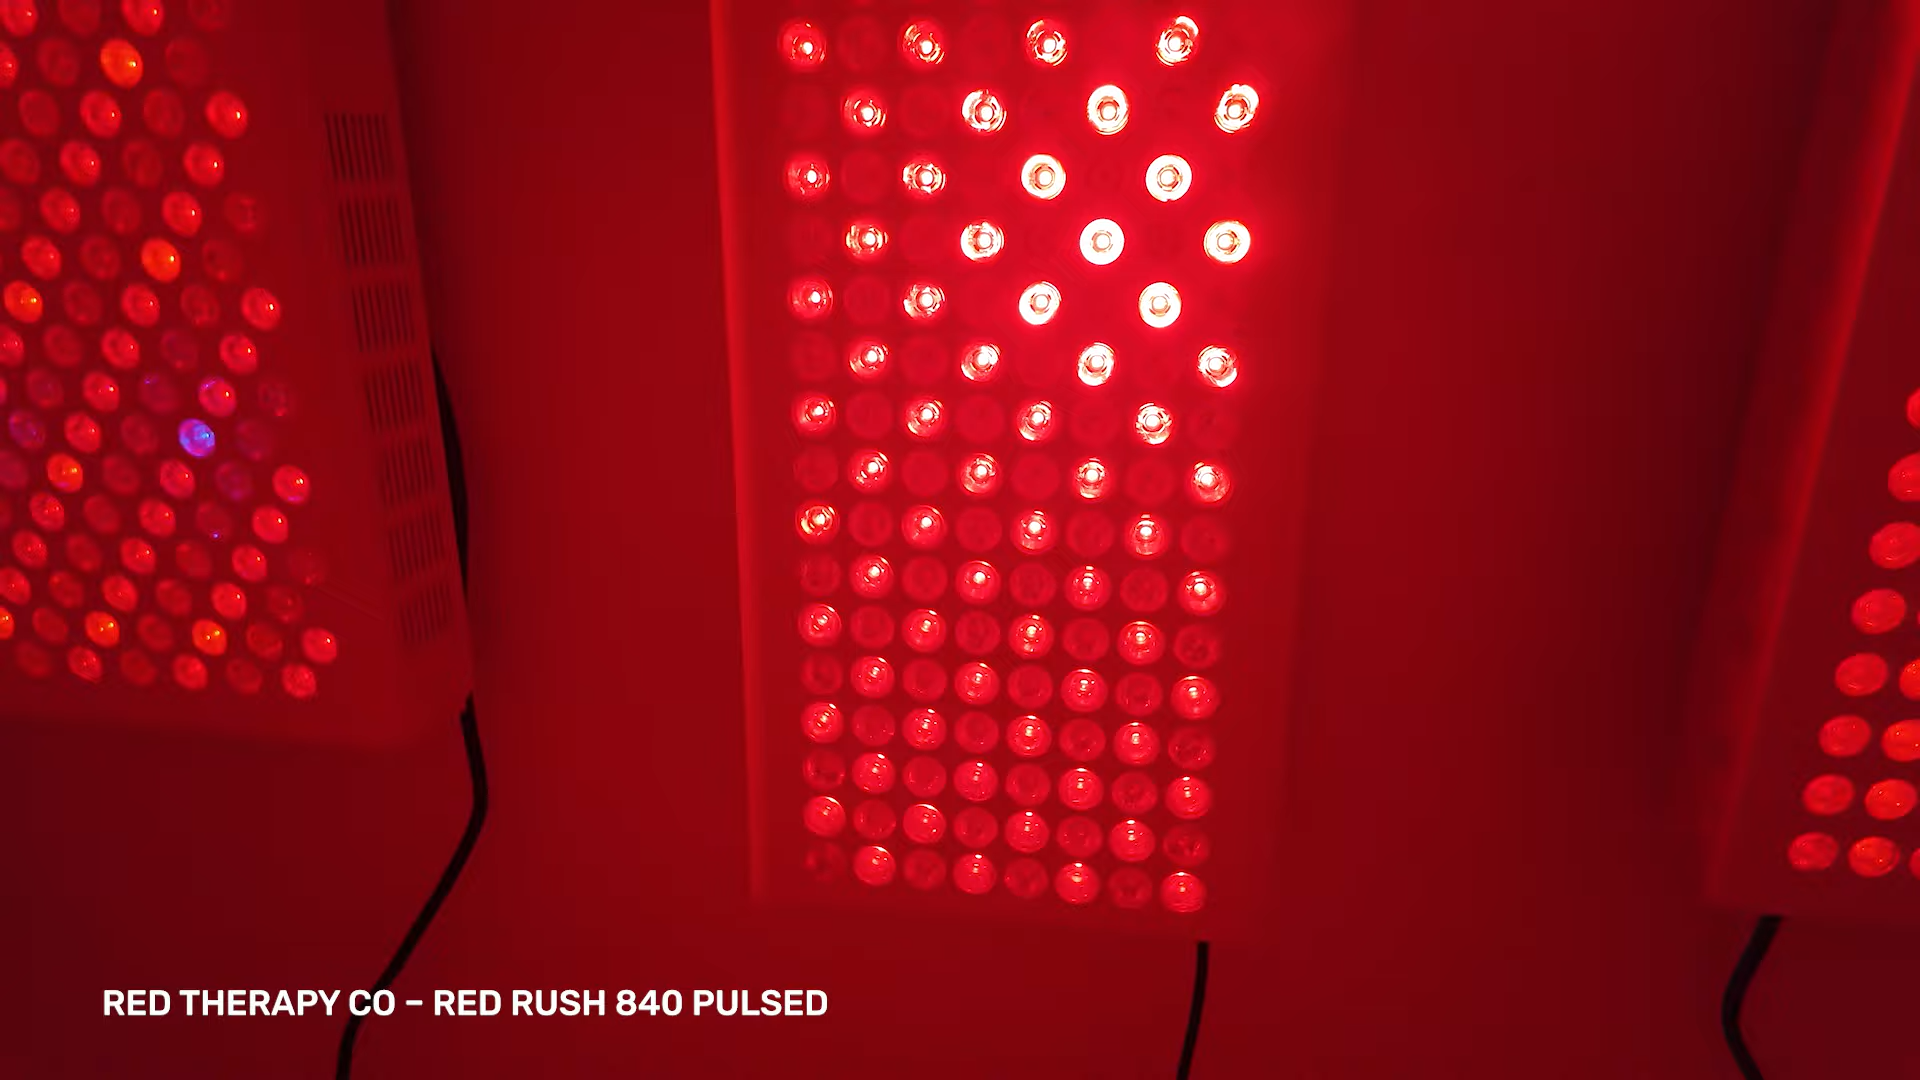 RED THERAPY CO – RED RUSH 840 PULSED